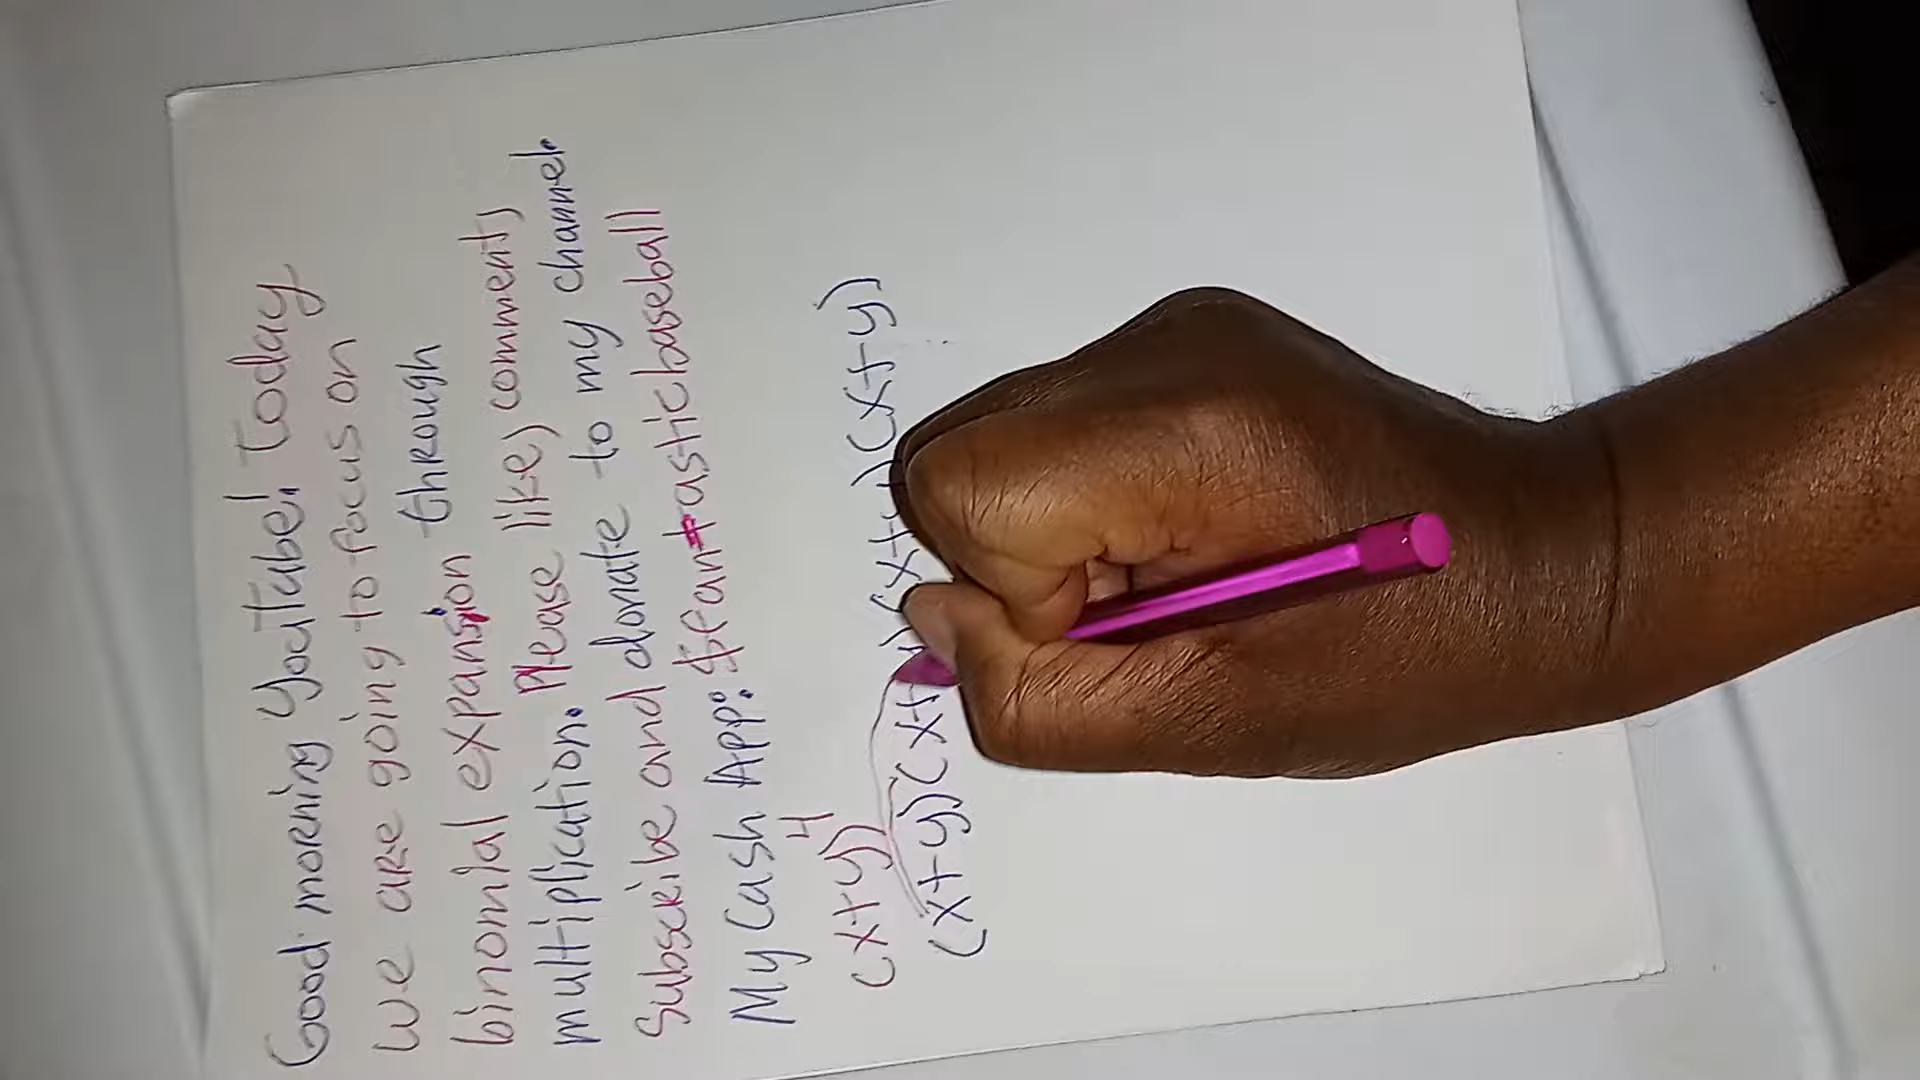 Good morning YouTube! Today
we are going to focus on
binomial expansion through
multiplication. Please like, comment,
Subscribe and donate to my channel.
My Cash App: $fantasticbaseball
(x+y)4
(x+y)(x+ (x+y)(x+y)